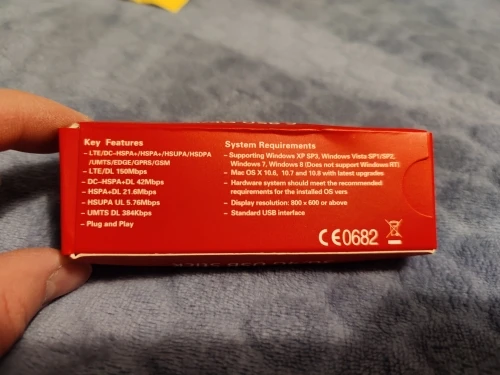 Key Features
– LTE/DC-HSPA+/HSPA+/HSUPA/HSDPA
/UMTS/EDGE/GPRS/GSM
– LTE/DL 150Mbps
– DC-HSPA+DL 42Mbps
– HSPA+DL 21.6Mbps
– HSUPA UL 5.76Mbps
– UMTS DL 384Kbps
– Plug and Play
System Requirements
– Supporting Windows XP SP3, Windows Vista SP1/SP2,
Windows 7, Windows 8 (Does not support Windows RT)
– Mac OS X 10.6, 10.7 and 10.8 with latest upgrades
– Hardware system should meet the recommended
requirements for the installed OS vers
– Display resolution: 800 x 600 or above
– Standard USB interface
CE0682